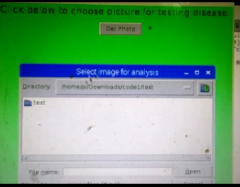 Click below to choose picture for testing disease
Get Photo
Select image for analysis
Directory:
test
File name:
Open